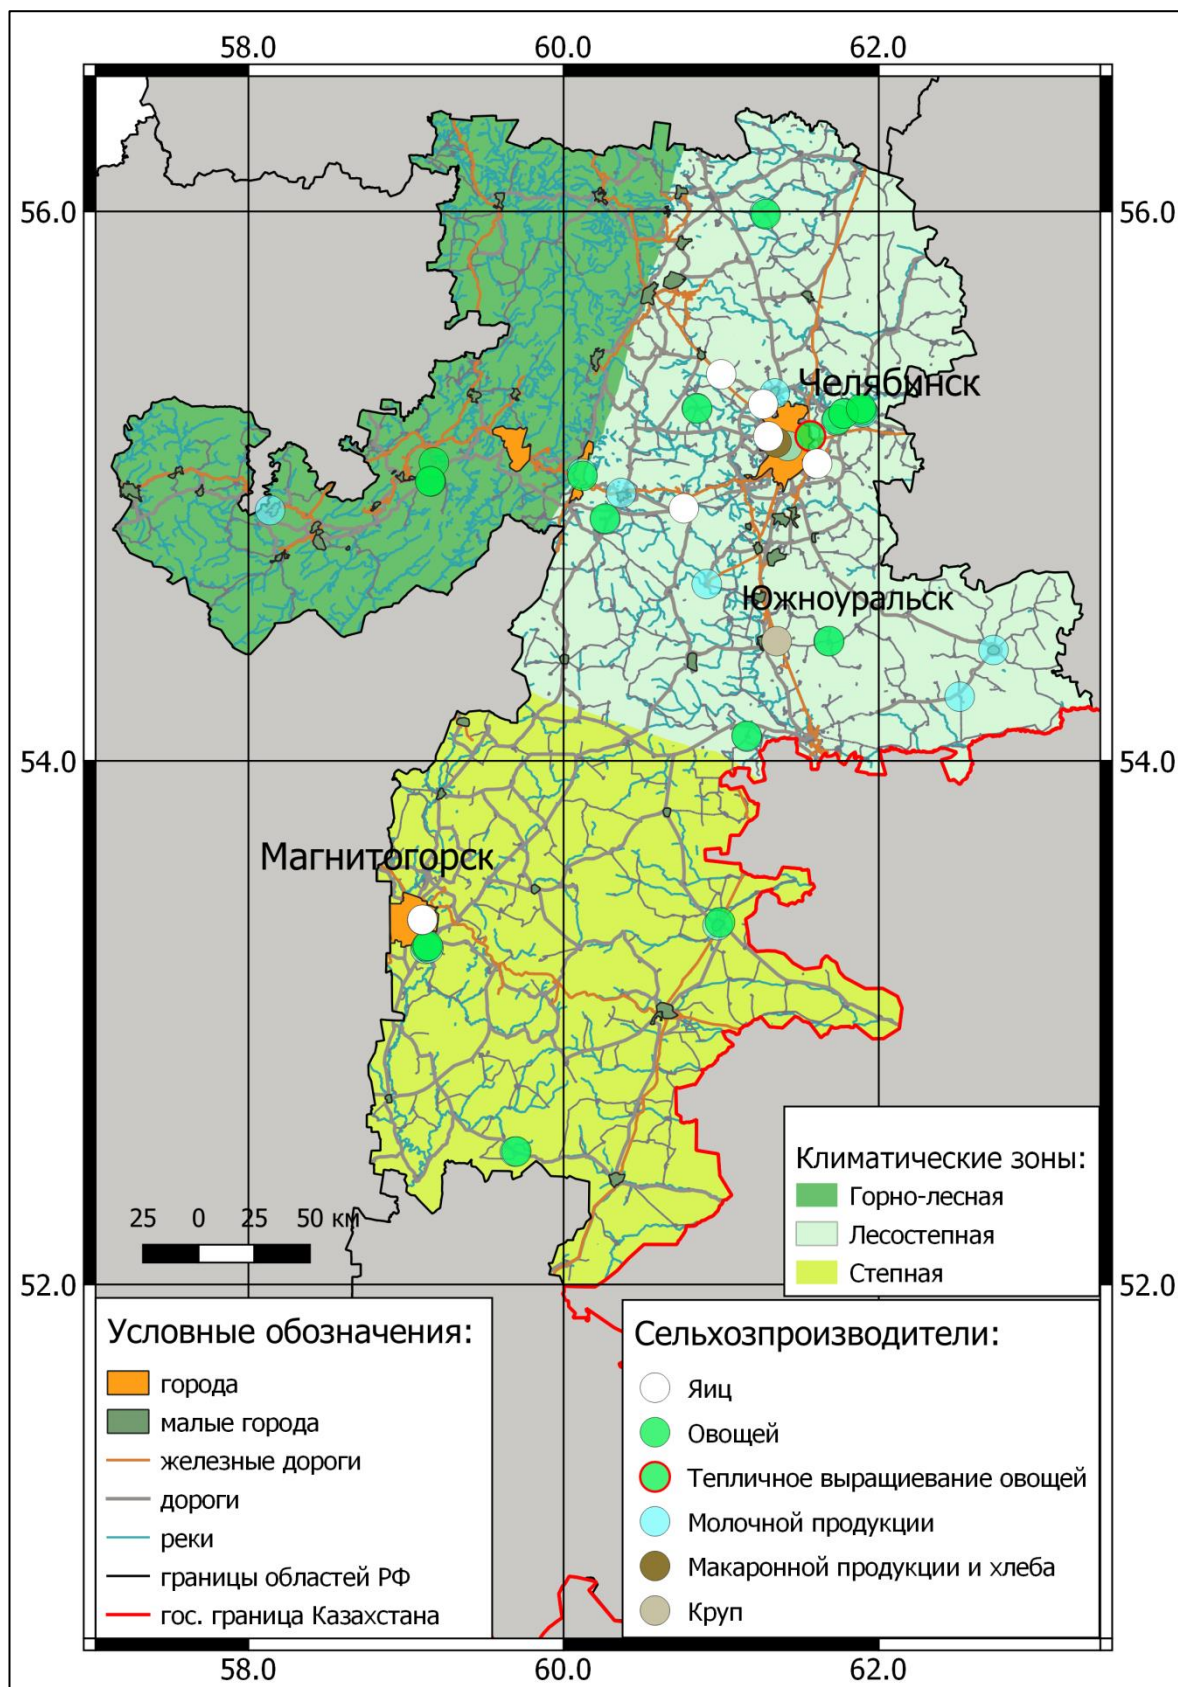 58.0
60.0
62.0
56.0
56.0
Челябинск
Южноуральск
54.0
54.0
Магнитогорск
Климатические зоны:
Горно-лесная
Лесостепная
Степная
25 0 25 50 км
52.0
52.0
Условные обозначения:
города
малые города
железные дороги
дороги
реки
границы областей РФ
гос. граница Казахстана
Сельхозпроизводители:
Яиц
Овощей
Тепличное выращиевание овощей
Молочной продукции
Макаронной продукции и хлеба
Круп
58.0
60.0
62.0